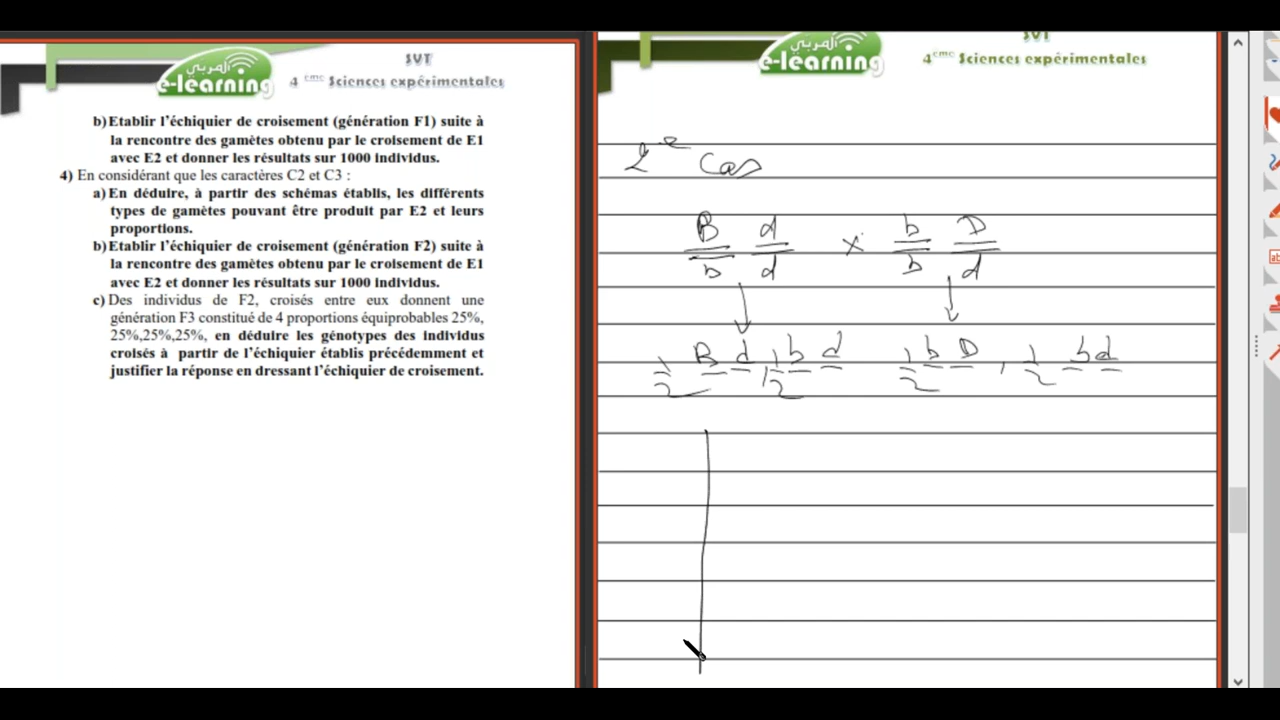 العربي
e-learning
SVT
4 ème Sciences expérimentales
b) Etablir l'échiquier de croisement (génération F1) suite à
la rencontre des gamètes obtenu par le croisement de E1
avec E2 et donner les résultats sur 1000 individus.
4) En considérant que les caractères C2 et C3 :
a) En déduire, à partir des schémas établis, les différents
types de gamètes pouvant être produit par E2 et leurs
proportions.
b) Etablir l'échiquier de croisement (génération F2) suite à
la rencontre des gamètes obtenu par le croisement de E1
avec E2 et donner les résultats sur 1000 individus.
c) Des individus de F2, croisés entre eux donnent une
génération F3 constitué de 4 proportions équiprobables 25%,
25%,25%,25%, en déduire les génotypes des individus
croisés à partir de l'échiquier établis précédemment et
justifier la réponse en dressant l'échiquier de croisement.
العربي
e-learning
SVT
4 ème Sciences expérimentales
2e Cas
B d × b D
b d b d
1/2 B d , 1/2 b d 1/2 b D , 1/2 b d